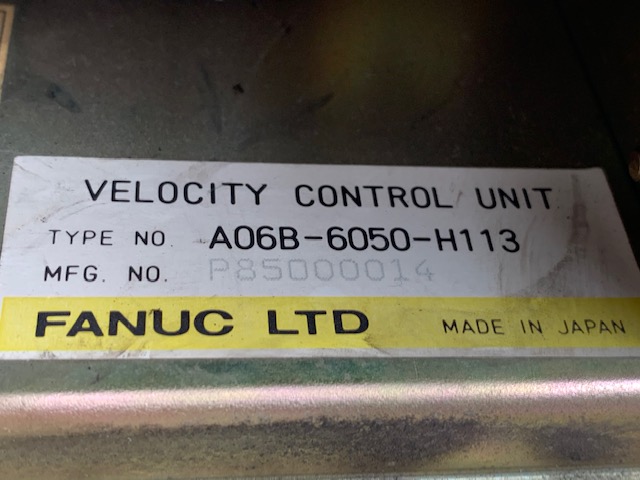 VELOCITY CONTROL UNIT
TYPE NO. A06B-6050-H113
MFG. NO. P85000014
FANUC LTD MADE IN JAPAN